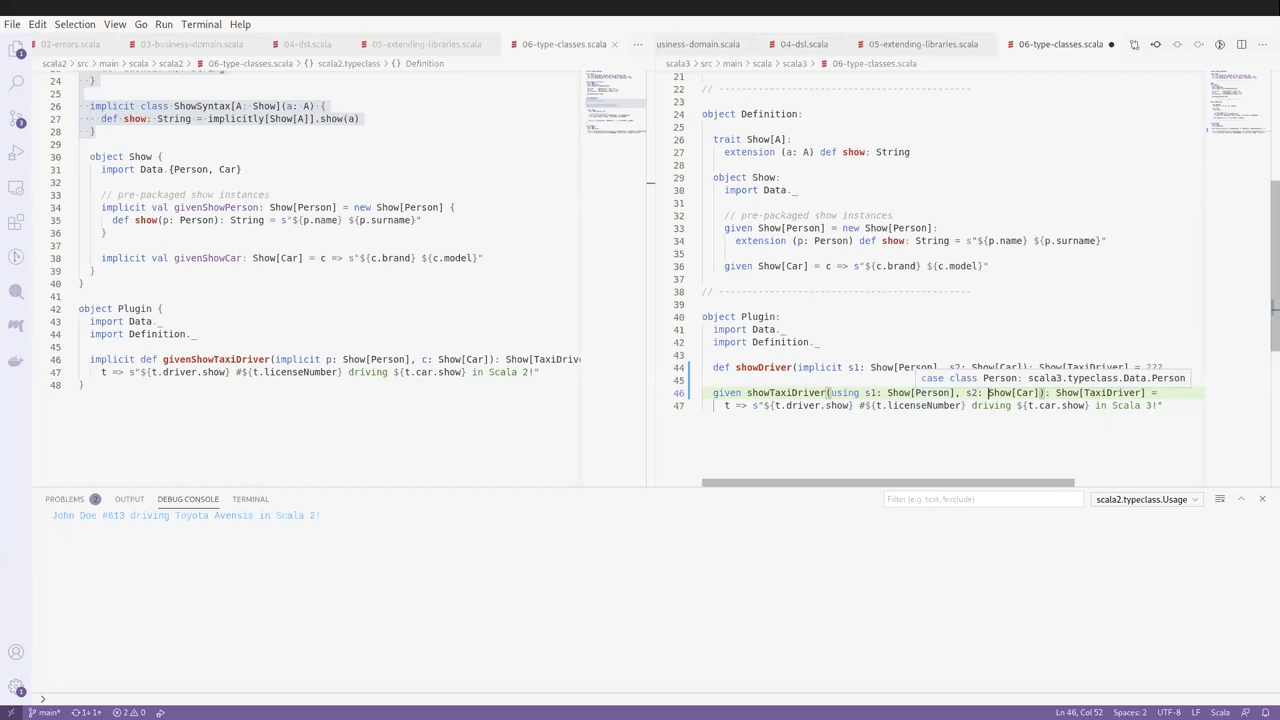 File Edit Selection View Go Run Terminal Help
02-errors.scala 03-business-domain.scala 04-dsl.scala 05-extending-libraries.scala 06-type-classes.scala ···
usiness-domain.scala 04-dsl.scala 05-extending-libraries.scala 06-type-classes.scala ···
scala2 > src > main > scala > scala2 > 06-type-classes.scala > scala2.typeclass > {} Definition
24 }
26 implicit class showSyntax[A: Show](a: A) {
28 def show: String = implicitly[Show[A]].show(a)
29 }
30 object Show {
31 import Data.{Person, Car}
32
33 // pre-packaged show instances
34 implicit val givenShowPerson: Show[Person] = new Show[Person] {
35 def show(p: Person): String = s"${p.name} ${p.surname}"
36 }
37
38 implicit val givenShowCar: Show[Car] = c => s"${c.brand} ${c.model}"
39 }
40 }
41
42 object Plugin {
43 import Data._
44 import Definition._
45
46 implicit def givenShowTaxiDriver(implicit p: Show[Person], c: Show[Car]): Show[TaxiDrive
47 t => s"${t.driver.show} #${t.licenseNumber} driving ${t.car.show} in Scala 2!"
48 }
scala3 > src > main > scala > scala3 > 06-type-classes.scala
21
22 // ---------------------------------------------
23
24 object Definition:
25
26 trait Show[A]:
27 extension (a: A) def show: String
28
29 object Show:
30 import Data._
31
32 // pre-packaged show instances
33 given Show[Person] = new Show[Person]:
34 extension (p: Person) def show: String = s"${p.name} ${p.surname}"
35
36 given Show[Car] = c => s"${c.brand} ${c.model}"
37
38 // ---------------------------------------------
39
40 object Plugin:
41 import Data._
42 import Definition._
43
44 def showDriver(implicit s1: Show[Person], s2: Show[Car]): Show[TaxiDriver] = ???
45 case class Person: scala3.typeclass.Data.Person
46 given showTaxiDriver(using s1: Show[Person], s2: Show[Car]): Show[TaxiDriver] =
47 t => s"${t.driver.show} #${t.licenseNumber} driving ${t.car.show} in Scala 3!"
PROBLEMS 2 OUTPUT DEBUG CONSOLE TERMINAL Filter (e.g. text, !exclude) scala2.typeclass.Usage
John Doe #613 driving Toyota Avensis in Scala 2!
main* 1↓ 1↑ 2 0 Ln 46, Col 52 Spaces: 2 UTF-8 LF Scala